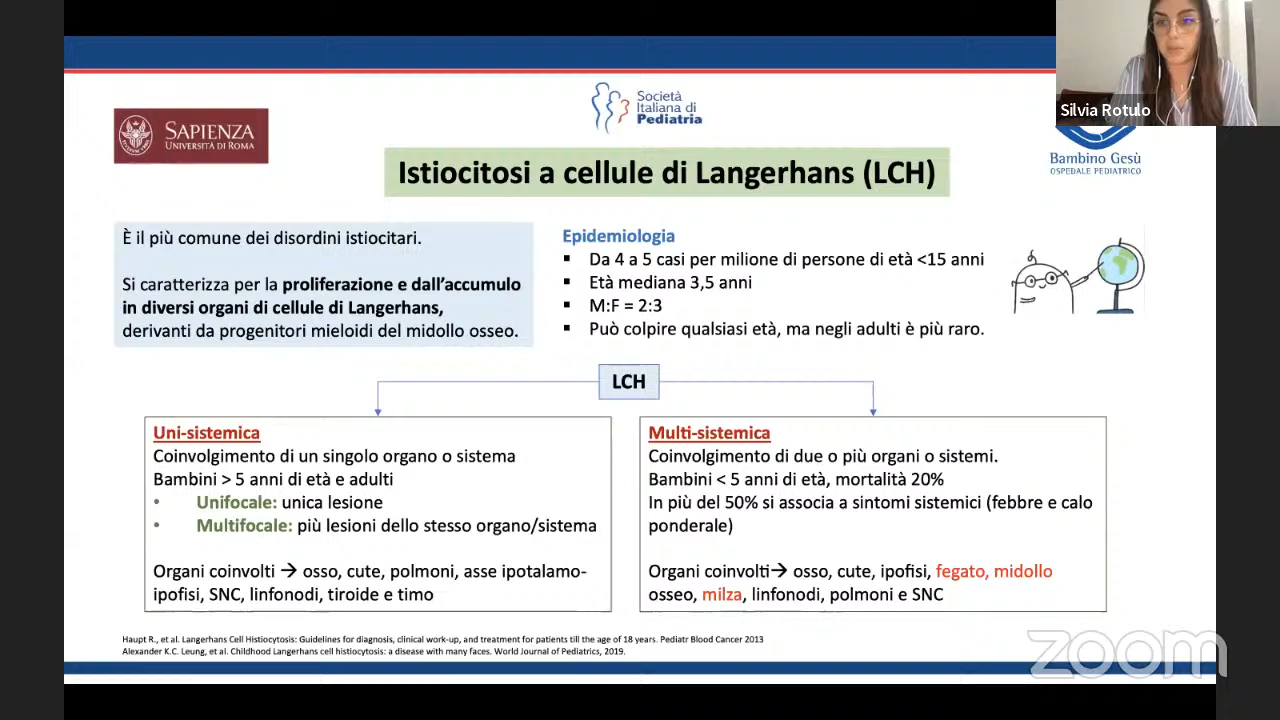 Silvia Rotulo
SAPIENZA
UNIVERSITÀ DI ROMA
Società
Italiana di
Pediatria
Bambino Gesù
OSPEDALE PEDIATRICO
Istiocitosi a cellule di Langerhans (LCH)
È il più comune dei disordini istiocitari.
Si caratterizza per la proliferazione e dall’accumulo
in diversi organi di cellule di Langerhans,
derivanti da progenitori mieloidi del midollo osseo.
Epidemiologia
▪ Da 4 a 5 casi per milione di persone di età <15 anni
▪ Età mediana 3,5 anni
▪ M:F = 2:3
▪ Può colpire qualsiasi età, ma negli adulti è più raro.
LCH
Uni-sistemica
Coinvolgimento di un singolo organo o sistema
Bambini > 5 anni di età e adulti
• Unifocale: unica lesione
• Multifocale: più lesioni dello stesso organo/sistema
Organi coinvolti → osso, cute, polmoni, asse ipotalamo-
ipofisi, SNC, linfonodi, tiroide e timo
Multi-sistemica
Coinvolgimento di due o più organi o sistemi.
Bambini < 5 anni di età, mortalità 20%
In più del 50% si associa a sintomi sistemici (febbre e calo
ponderale)
Organi coinvolti→ osso, cute, ipofisi, fegato, midollo
osseo, milza, linfonodi, polmoni e SNC
Haupt R., et al. Langerhans Cell Histiocytosis: Guidelines for diagnosis, clinical work-up, and treatment for patients till the age of 18 years. Pediatr Blood Cancer 2013
Alexander K.C. Leung, et al. Childhood Langerhans cell histiocytosis: a disease with many faces. World Journal of Pediatrics, 2019.
zoom